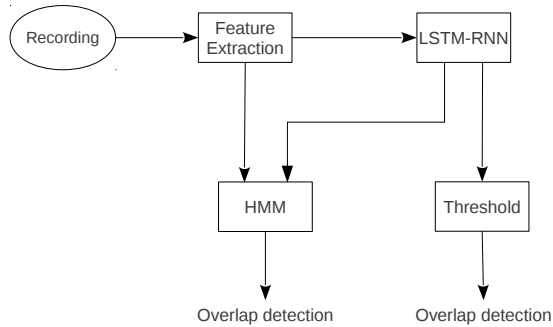 Recording
Feature
Extraction
LSTM-RNN
HMM
Threshold
Overlap detection
Overlap detection